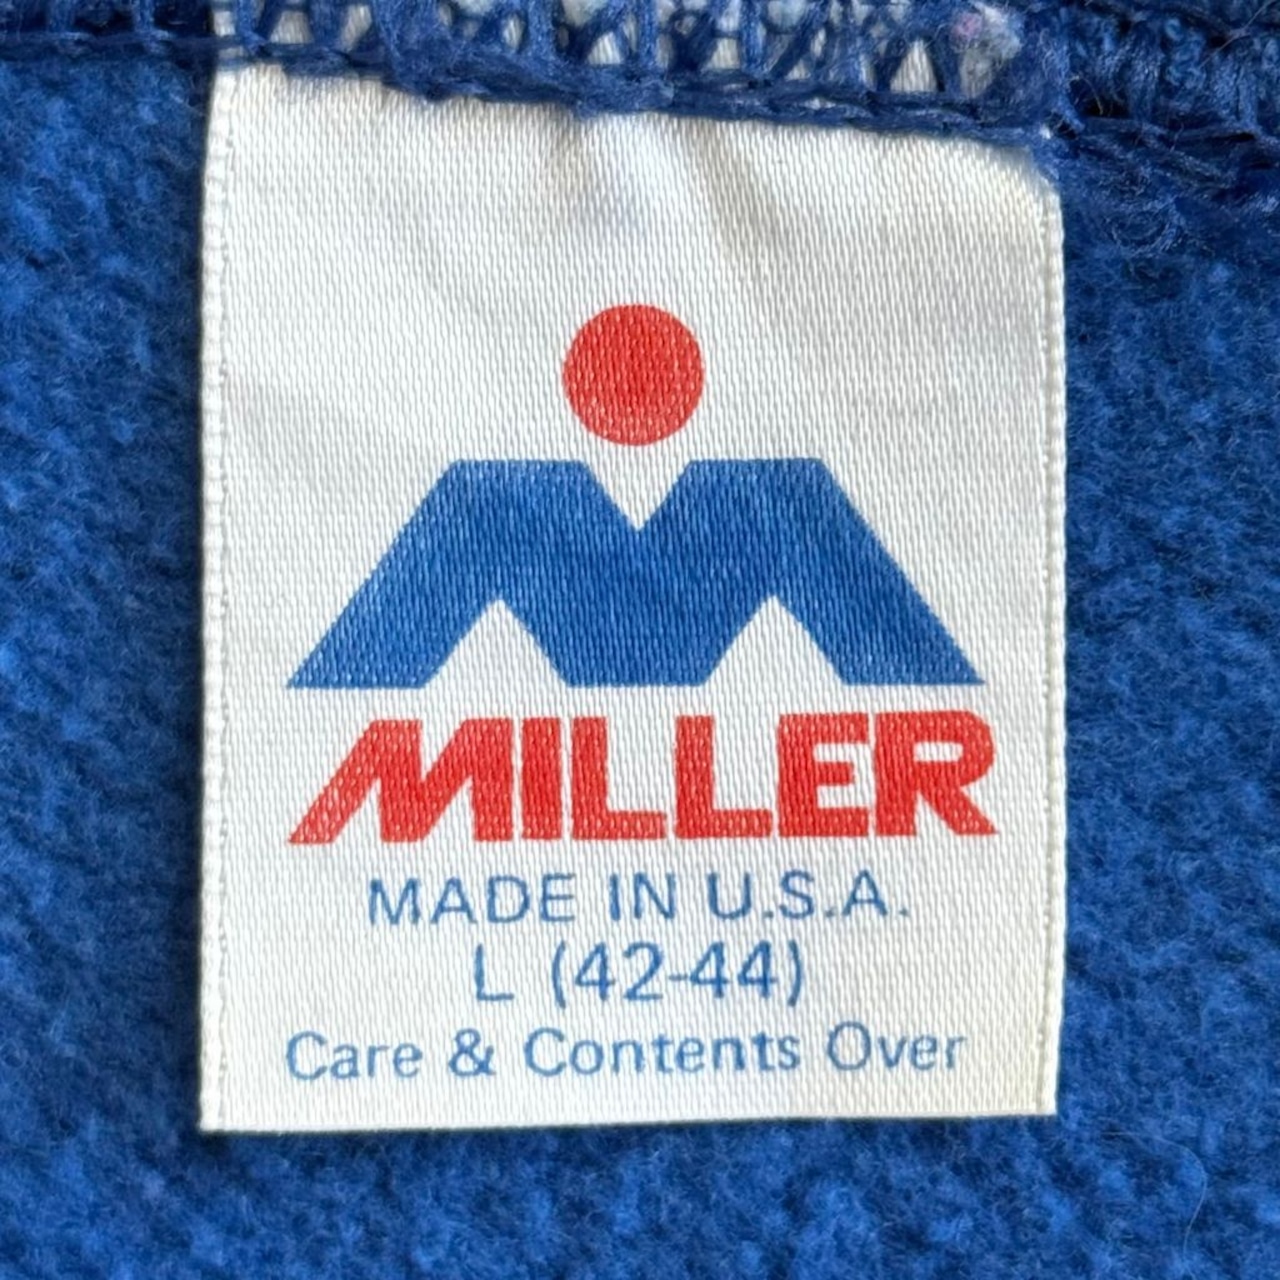 MILLER
MADE IN U.S.A.
L (42-44)
Care & Contents Over